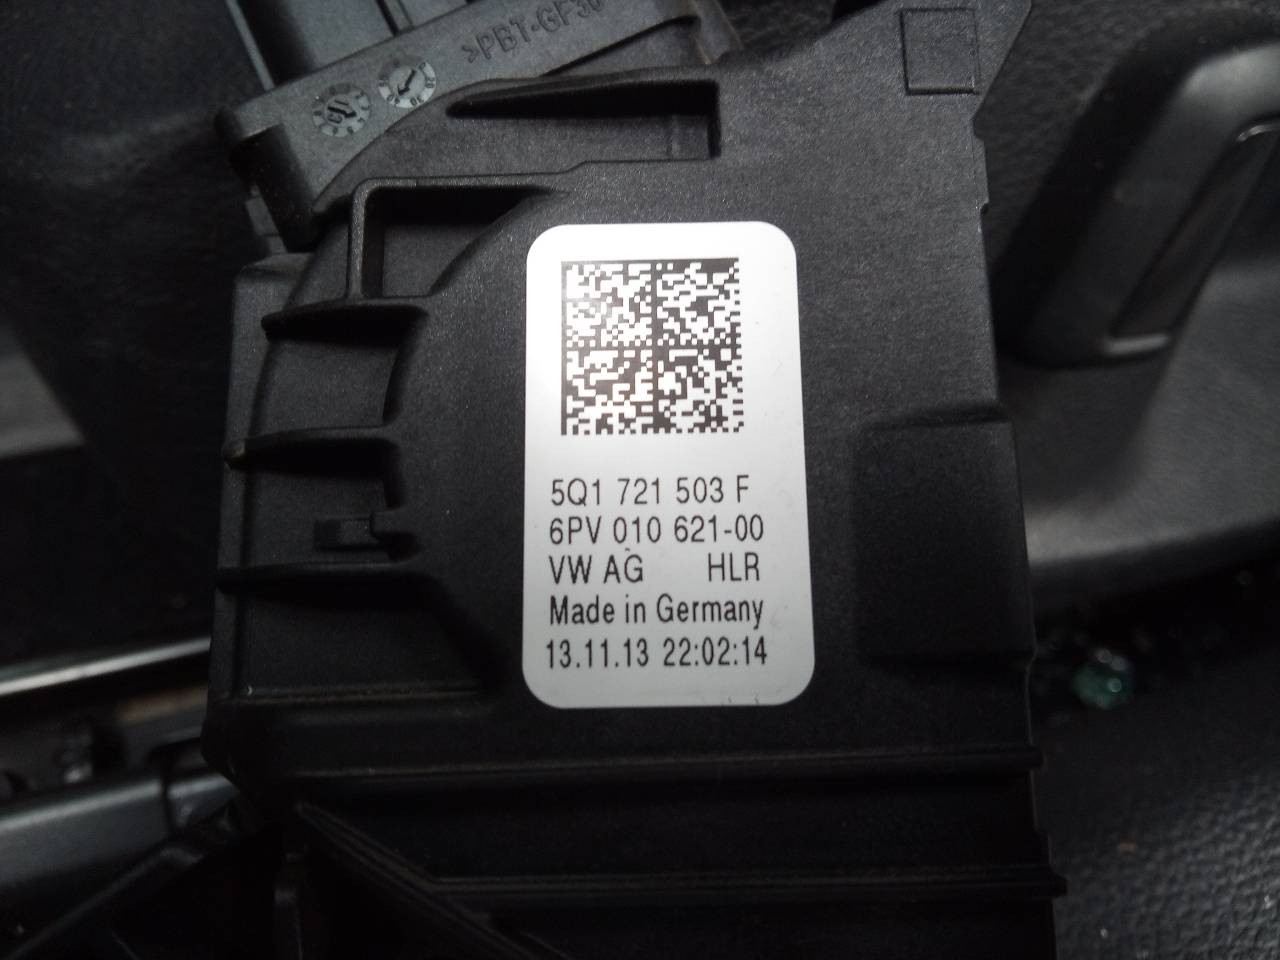 >PBT-GF30
5Q1 721 503 F
6PV 010 621-00
VW AG HLR
Made in Germany
13.11.13 22:02:14